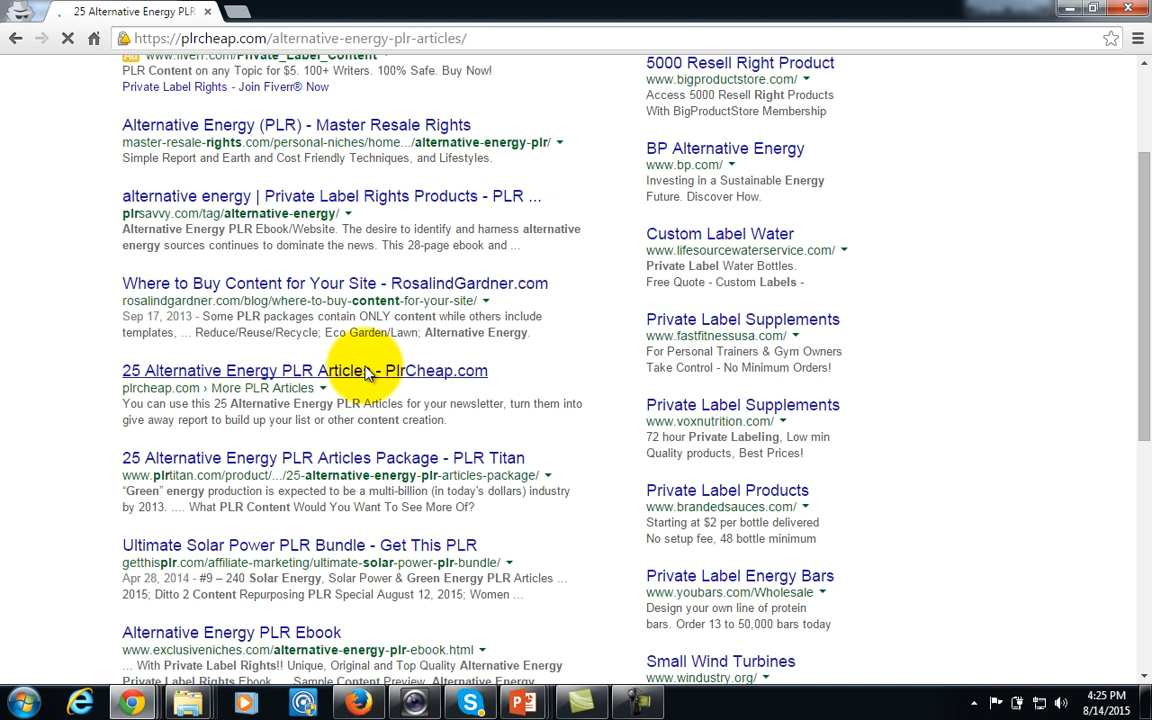 25 Alternative Energy PLR
https://plrcheap.com/alternative-energy-plr-articles/
Ad www.fiverr.com/Private_Label_Content
PLR Content on any Topic for $5. 100+ Writers. 100% Safe. Buy Now!
Private Label Rights - Join Fiverr® Now
Alternative Energy (PLR) - Master Resale Rights
master-resale-rights.com/personal-niches/home.../alternative-energy-plr/
Simple Report and Earth and Cost Friendly Techniques, and Lifestyles.
alternative energy | Private Label Rights Products - PLR ...
plrsavvy.com/tag/alternative-energy/
Alternative Energy PLR Ebook/Website. The desire to identify and harness alternative
energy sources continues to dominate the news. This 28-page ebook and ...
Where to Buy Content for Your Site - RosalindGardner.com
rosalindgardner.com/blog/where-to-buy-content-for-your-site/
Sep 17, 2013 - Some PLR packages contain ONLY content while others include
templates, ... Reduce/Reuse/Recycle; Eco Garden/Lawn; Alternative Energy.
25 Alternative Energy PLR Articles - PlrCheap.com
plrcheap.com › More PLR Articles
You can use this 25 Alternative Energy PLR Articles for your newsletter, turn them into
give away report to build up your list or other content creation.
25 Alternative Energy PLR Articles Package - PLR Titan
www.plrtitan.com/product/.../25-alternative-energy-plr-articles-package/
“Green” energy production is expected to be a multi-billion (in today's dollars) industry
by 2013. .... What PLR Content Would You Want To See More Of?
Ultimate Solar Power PLR Bundle - Get This PLR
getthisplr.com/affiliate-marketing/ultimate-solar-power-plr-bundle/
Apr 28, 2014 - #9 – 240 Solar Energy, Solar Power & Green Energy PLR Articles ...
2015; Ditto 2 Content Repurposing PLR Special August 12, 2015; Women ...
Alternative Energy PLR Ebook
www.exclusiveniches.com/alternative-energy-plr-ebook.html
... With Private Label Rights!! Unique, Original and Top Quality Alternative Energy
Private Label Rights Ebook ... Sample Content Preview. Alternative Energy
5000 Resell Right Product
www.bigproductstore.com/
Access 5000 Resell Right Products
With BigProductStore Membership
BP Alternative Energy
www.bp.com/
Investing in a Sustainable Energy
Future. Discover How.
Custom Label Water
www.lifesourcewaterservice.com/
Private Label Water Bottles.
Free Quote - Custom Labels -
Private Label Supplements
www.fastfitnessusa.com/
For Personal Trainers & Gym Owners
Take Control - No Minimum Orders!
Private Label Supplements
www.voxnutrition.com/
72 hour Private Labeling, Low min
Quality products, Best Prices!
Private Label Products
www.brandedsauces.com/
Starting at $2 per bottle delivered
No setup fee, 48 bottle minimum
Private Label Energy Bars
www.youbars.com/Wholesale
Design your own line of protein
bars. Order 13 to 50,000 bars today
Small Wind Turbines
www.windustry.org/
4:25 PM
8/14/2015